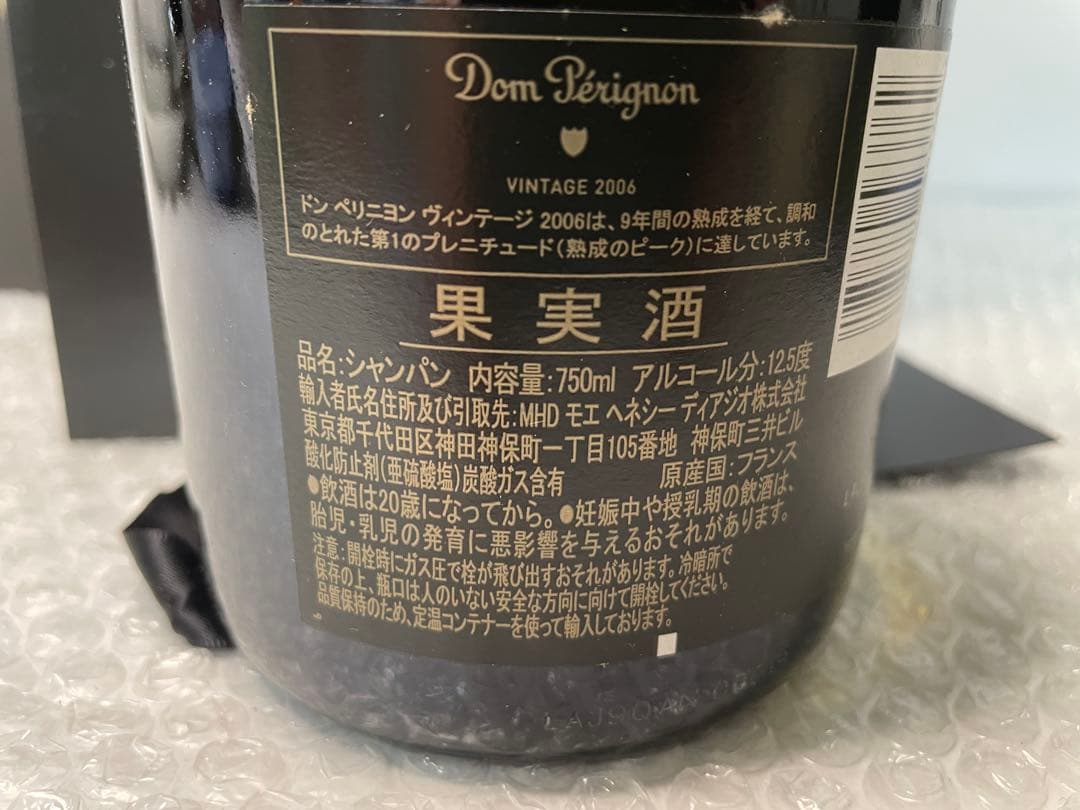 Dom Pérignon
VINTAGE 2006
ドン ペリニヨン ヴィンテージ 2006は、9年間の熟成を経て、調和
のとれた第1のプレニチュード(熟成のピーク)に達しています。
果実酒
品名:シャンパン 内容量:750ml アルコール分:12.5度
輸入者氏名住所及び引取先:MHD モエ ヘネシー ディアジオ株式会社
東京都千代田区神田神保町一丁目105番地 神保町三井ビル
酸化防止剤(亜硫酸塩)炭酸ガス含有 原産国:フランス
●飲酒は20歳になってから。●妊娠中や授乳期の飲酒は、
胎児・乳児の発育に悪影響を与えるおそれがあります。
注意:開栓時にガス圧で栓が飛び出すおそれがあります。冷暗所で
保存の上、瓶口は人のいない安全な方向に向けて開栓してください。
品質保持のため、定温コンテナーを使って輸入しております。